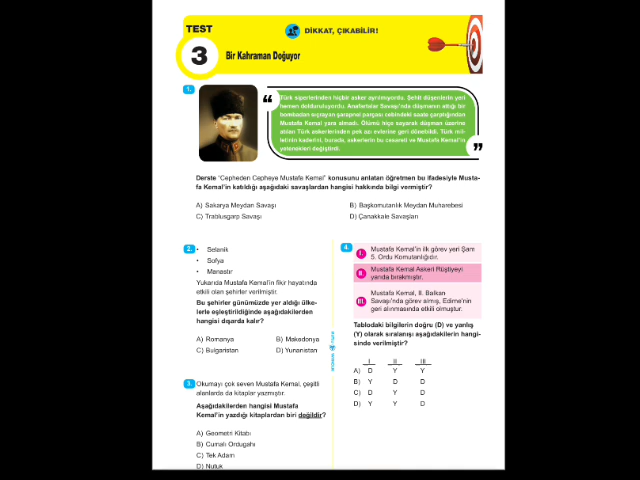 TEST
3
DİKKAT, ÇIKABİLİR!
Bir Kahraman Doğuyor
1.
Türk siperlerinden hiçbir asker ayrılmıyordu. Şehit düşenlerin yeri
hemen dolduruluyordu. Anafartalar Savaşı'nda düşmanın attığı bir
bombadan sıçrayan şarapnel parçası cebindeki saate çarptığından
Mustafa Kemal yara almadı. Ölümü hiçe sayarak düşman üzerine
atılan Türk askerlerinden pek azı evlerine geri dönebildi. Türk mil-
letinin kaderini, burada, askerlerin bu cesareti ve Mustafa Kemal'in
yetenekleri değiştirdi.
Derste "Cepheden Cepheye Mustafa Kemal" konusunu anlatan öğretmen bu ifadesiyle Musta-
fa Kemal'in katıldığı aşağıdaki savaşlardan hangisi hakkında bilgi vermiştir?
A) Sakarya Meydan Savaşı
B) Başkomutanlık Meydan Muharebesi
C) Trablusgarp Savaşı
D) Çanakkale Savaşları
2.
• Selanik
• Sofya
• Manastır
Yukarıda Mustafa Kemal'in fikir hayatında
etkili olan şehirler verilmiştir.
Bu şehirler günümüzde yer aldığı ülke-
lerle eşleştirildiğinde aşağıdakilerden
hangisi dışarda kalır?
A) Romanya
B) Makedonya
C) Bulgaristan
D) Yunanistan
3. Okumayı çok seven Mustafa Kemal, çeşitli
alanlarda da kitaplar yazmıştır.
Aşağıdakilerden hangisi Mustafa
Kemal'in yazdığı kitaplardan biri değildir?
A) Geometri Kitabı
B) Cumalı Ordugahı
C) Tek Adam
D) Nutuk
4.
I. Mustafa Kemal'in ilk görev yeri Şam
5. Ordu Komutanlığıdır.
II. Mustafa Kemal Askeri Rüştiyeyi
yarıda bırakmıştır.
III. Mustafa Kemal, II. Balkan
Savaşı'nda görev almış, Edirne'nin
geri alınmasında etkili olmuştur.
Tablodaki bilgilerin doğru (D) ve yanlış
(Y) olarak sıralanışı aşağıdakilerin hangi-
sinde verilmiştir?
I II III
A) D Y Y
B) Y D D
C) D Y D
D) Y Y D